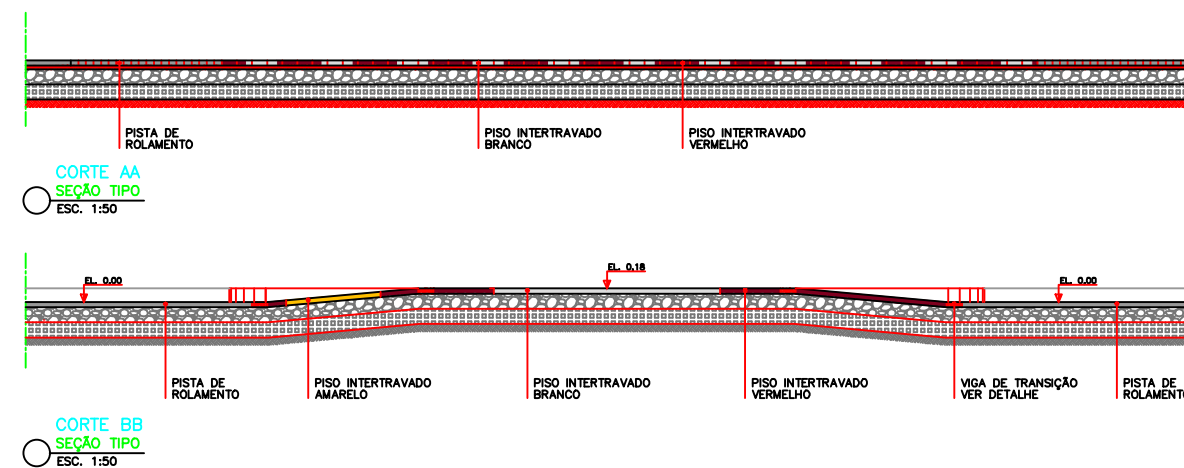 PISTA DE
ROLAMENTO
PISO INTERTRAVADO
BRANCO
PISO INTERTRAVADO
VERMELHO
CORTE AA
SEÇÃO TIPO
ESC. 1:50
EL. 0.00
EL. 0,18
EL. 0.00
PISTA DE
ROLAMENTO
PISO INTERTRAVADO
AMARELO
PISO INTERTRAVADO
BRANCO
PISO INTERTRAVADO
VERMELHO
VIGA DE TRANSIÇÃO
VER DETALHE
PISTA DE
ROLAMENTO
CORTE BB
SEÇÃO TIPO
ESC. 1:50